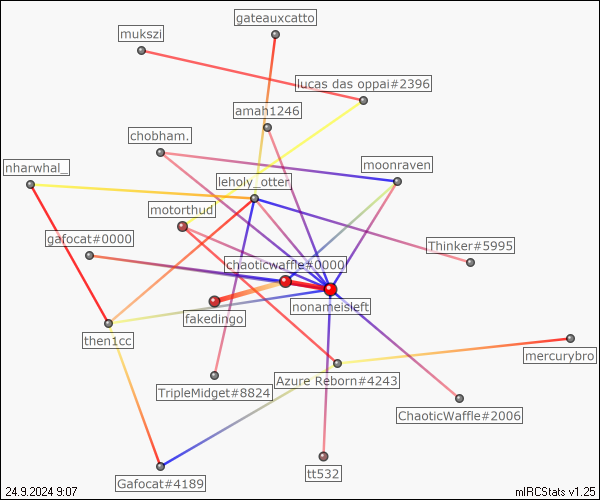 gateauxcatto
mukszi
lucas das oppai#2396
amah1246
chobham.
moonraven
nharwhal_
leholy_otter
motorthud
gafocat#0000
Thinker#5995
chaoticwaffle#0000
nonameisleft
fakedingo
then1cc
mercurybro
Azure Reborn#4243
TripleMidget#8824
ChaoticWaffle#2006
tt532
Gafocat#4189
24.9.2024 9:07
mIRCStats v1.25